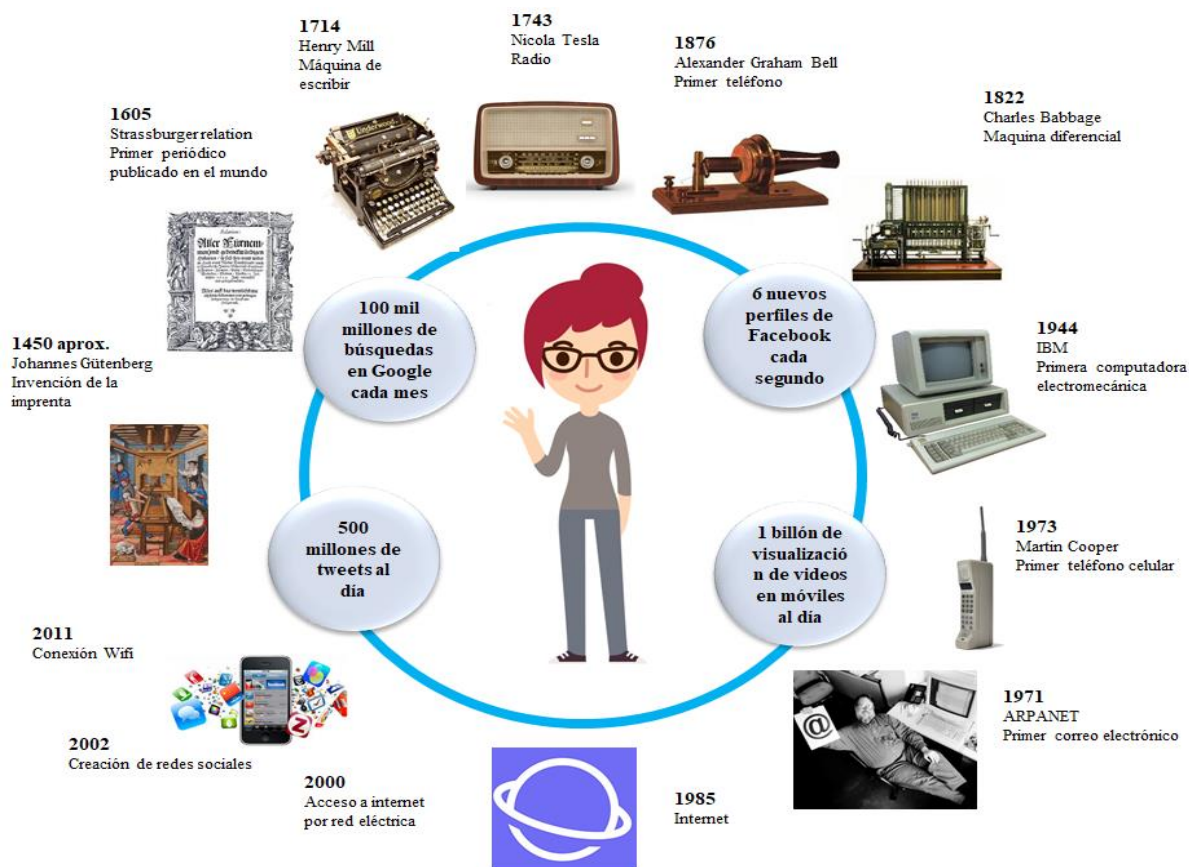 1714
Henry Mill
Máquina de
escribir
1743
Nicola Tesla
Radio
1876
Alexander Graham Bell
Primer teléfono
1822
Charles Babbage
Maquina diferencial
1605
Strassburger relation
Primer periódico
publicado en el mundo
Underwood
Relation:
Aller Fürnem-
1450 aprox.
Johannes Gütenberg
Invención de la
imprenta
100 mil
millones de
búsquedas
en Google
cada mes
6 nuevos
perfiles de
Facebook
cada
segundo
1944
IBM
Primera computadora
electromecánica
500
millones de
tweets al
día
1 billón de
visualizació
n de videos
en móviles
al día
1973
Martin Cooper
Primer teléfono celular
2011
Conexión Wifi
@
1971
ARPANET
Primer correo electrónico
2002
Creación de redes sociales
2000
Acceso a internet
por red eléctrica
1985
Internet